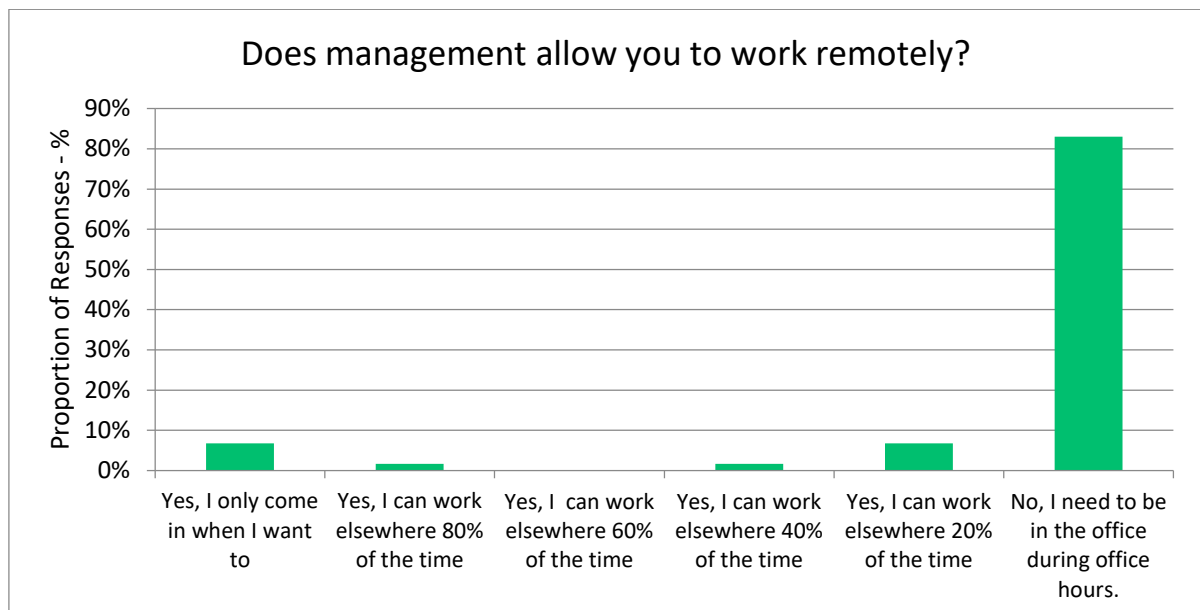 Does management allow you to work remotely?
Proportion of Responses - %
90%
80%
70%
60%
50%
40%
30%
20%
10%
0%
Yes, I only come
in when I want
to
Yes, I can work
elsewhere 80%
of the time
Yes, I  can work
elsewhere 60%
of the time
Yes, I can work
elsewhere 40%
of the time
Yes, I can work
elsewhere 20%
of the time
No, I need to be
in the office
during office
hours.